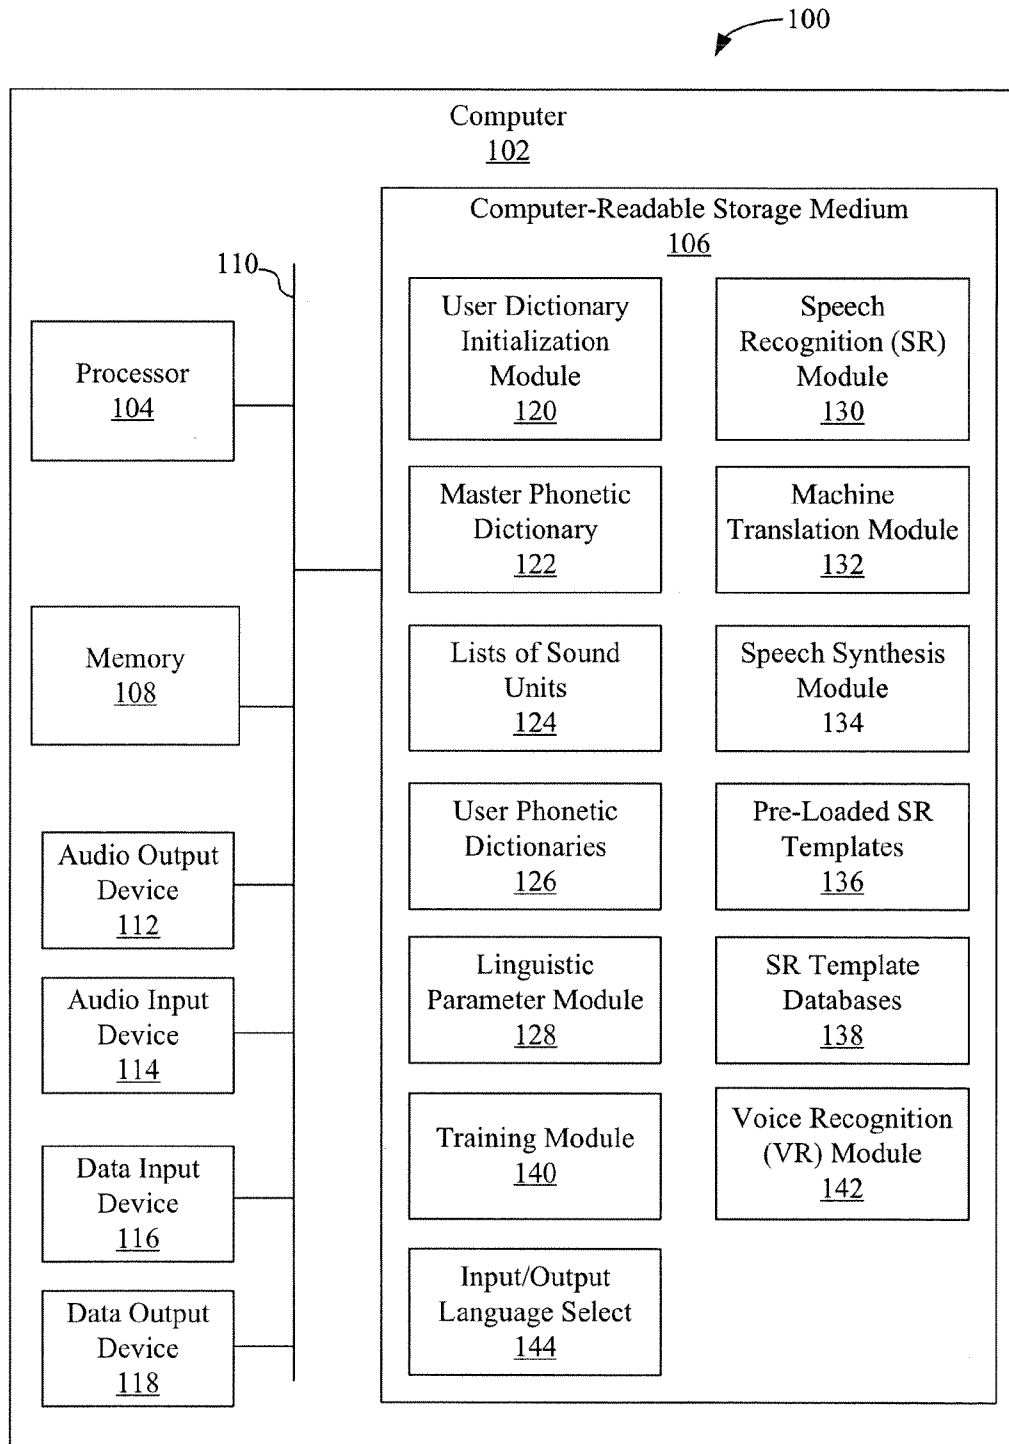 100
Computer
102
Computer-Readable Storage Medium
106
110
Processor
104
Memory
108
Audio Output
Device
112
Audio Input
Device
114
Data Input
Device
116
Data Output
Device
118
User Dictionary
Initialization
Module
120
Speech
Recognition (SR)
Module
130
Master Phonetic
Dictionary
122
Machine
Translation Module
132
Lists of Sound
Units
124
Speech Synthesis
Module
134
User Phonetic
Dictionaries
126
Pre-Loaded SR
Templates
136
Linguistic
Parameter Module
128
SR Template
Databases
138
Training Module
140
Voice Recognition
(VR) Module
142
Input/Output
Language Select
144